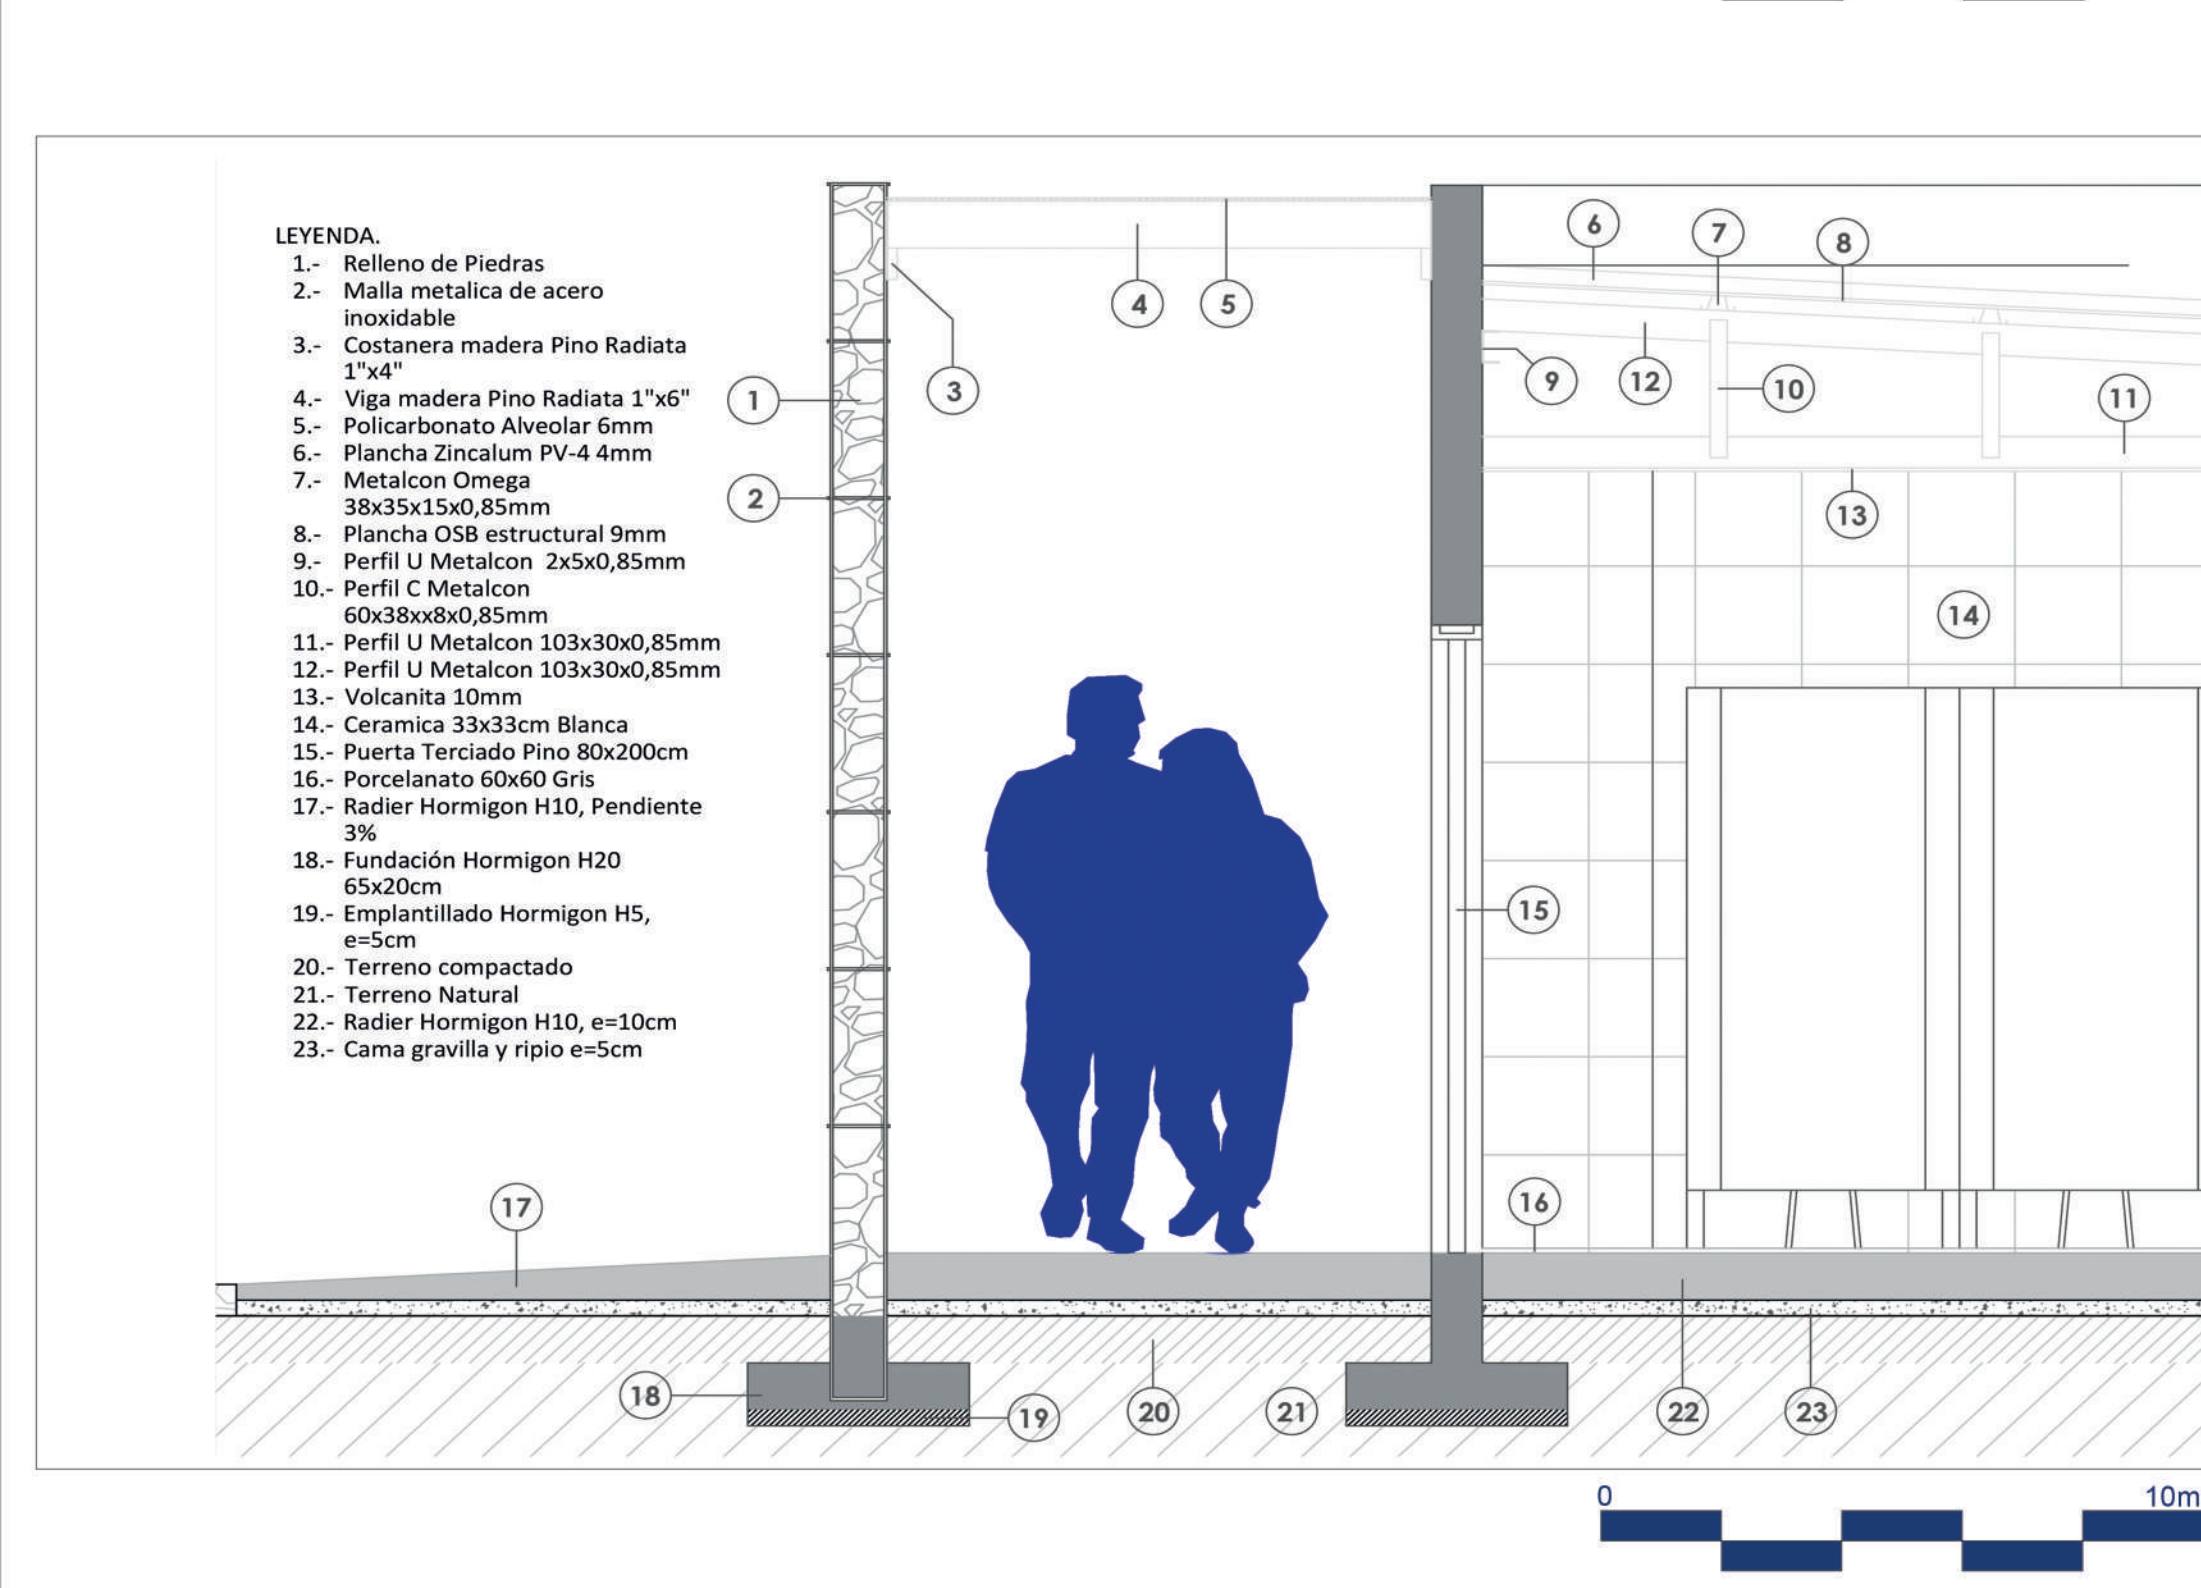 LEYENDA.
1.- Relleno de Piedras
2.- Malla metalica de acero
inoxidable
3.- Costanera madera Pino Radiata
1"x4"
4.- Viga madera Pino Radiata 1"x6"
5.- Policarbonato Alveolar 6mm
6.- Plancha Zincalum PV-4 4mm
7.- Metalcon Omega
38x35x15x0,85mm
8.- Plancha OSB estructural 9mm
9.- Perfil U Metalcon 2x5x0,85mm
10.- Perfil C Metalcon
60x38xx8x0,85mm
11.- Perfil U Metalcon 103x30x0,85mm
12.- Perfil U Metalcon 103x30x0,85mm
13.- Volcanita 10mm
14.- Ceramica 33x33cm Blanca
15.- Puerta Terciado Pino 80x200cm
16.- Porcelanato 60x60 Gris
17.- Radier Hormigon H10, Pendiente
3%
18.- Fundación Hormigon H20
65x20cm
19.- Emplantillado Hormigon H5,
e=5cm
20.- Terreno compactado
21.- Terreno Natural
22.- Radier Hormigon H10, e=10cm
23.- Cama gravilla y ripio e=5cm
1
2
3
4
5
6
7
8
9
12
10
11
13
14
15
16
17
18
19
20
21
22
23
0
10m